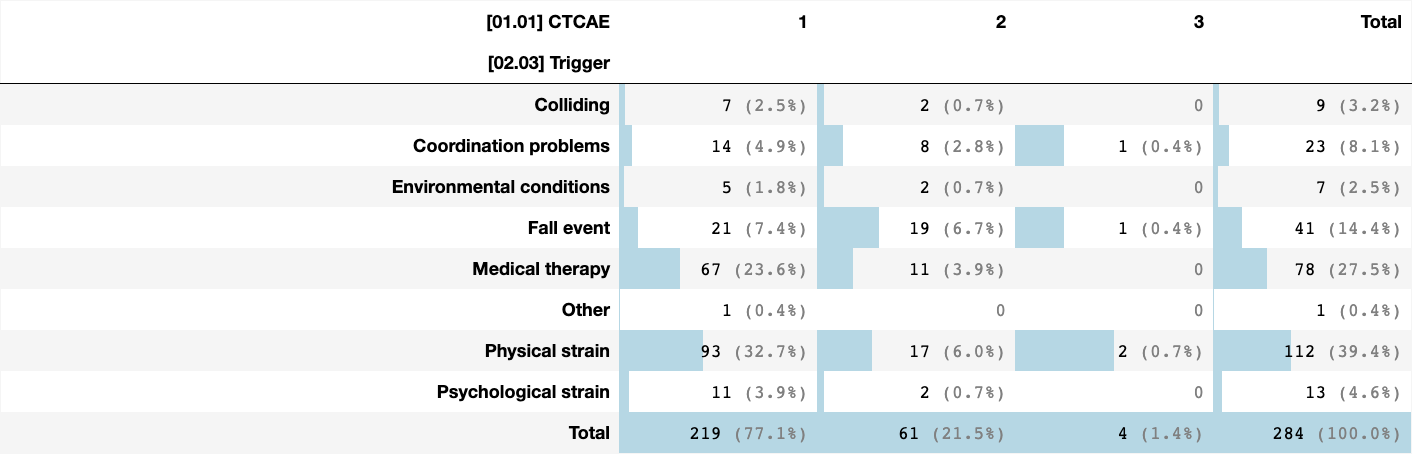 [01.01] CTCAE 1 2 3 Total
[02.03] Trigger
Colliding 7 (2.5%) 2 (0.7%) 0 9 (3.2%)
Coordination problems 14 (4.9%) 8 (2.8%) 1 (0.4%) 23 (8.1%)
Environmental conditions 5 (1.8%) 2 (0.7%) 0 7 (2.5%)
Fall event 21 (7.4%) 19 (6.7%) 1 (0.4%) 41 (14.4%)
Medical therapy 67 (23.6%) 11 (3.9%) 0 78 (27.5%)
Other 1 (0.4%) 0 0 1 (0.4%)
Physical strain 93 (32.7%) 17 (6.0%) 2 (0.7%) 112 (39.4%)
Psychological strain 11 (3.9%) 2 (0.7%) 0 13 (4.6%)
Total 219 (77.1%) 61 (21.5%) 4 (1.4%) 284 (100.0%)